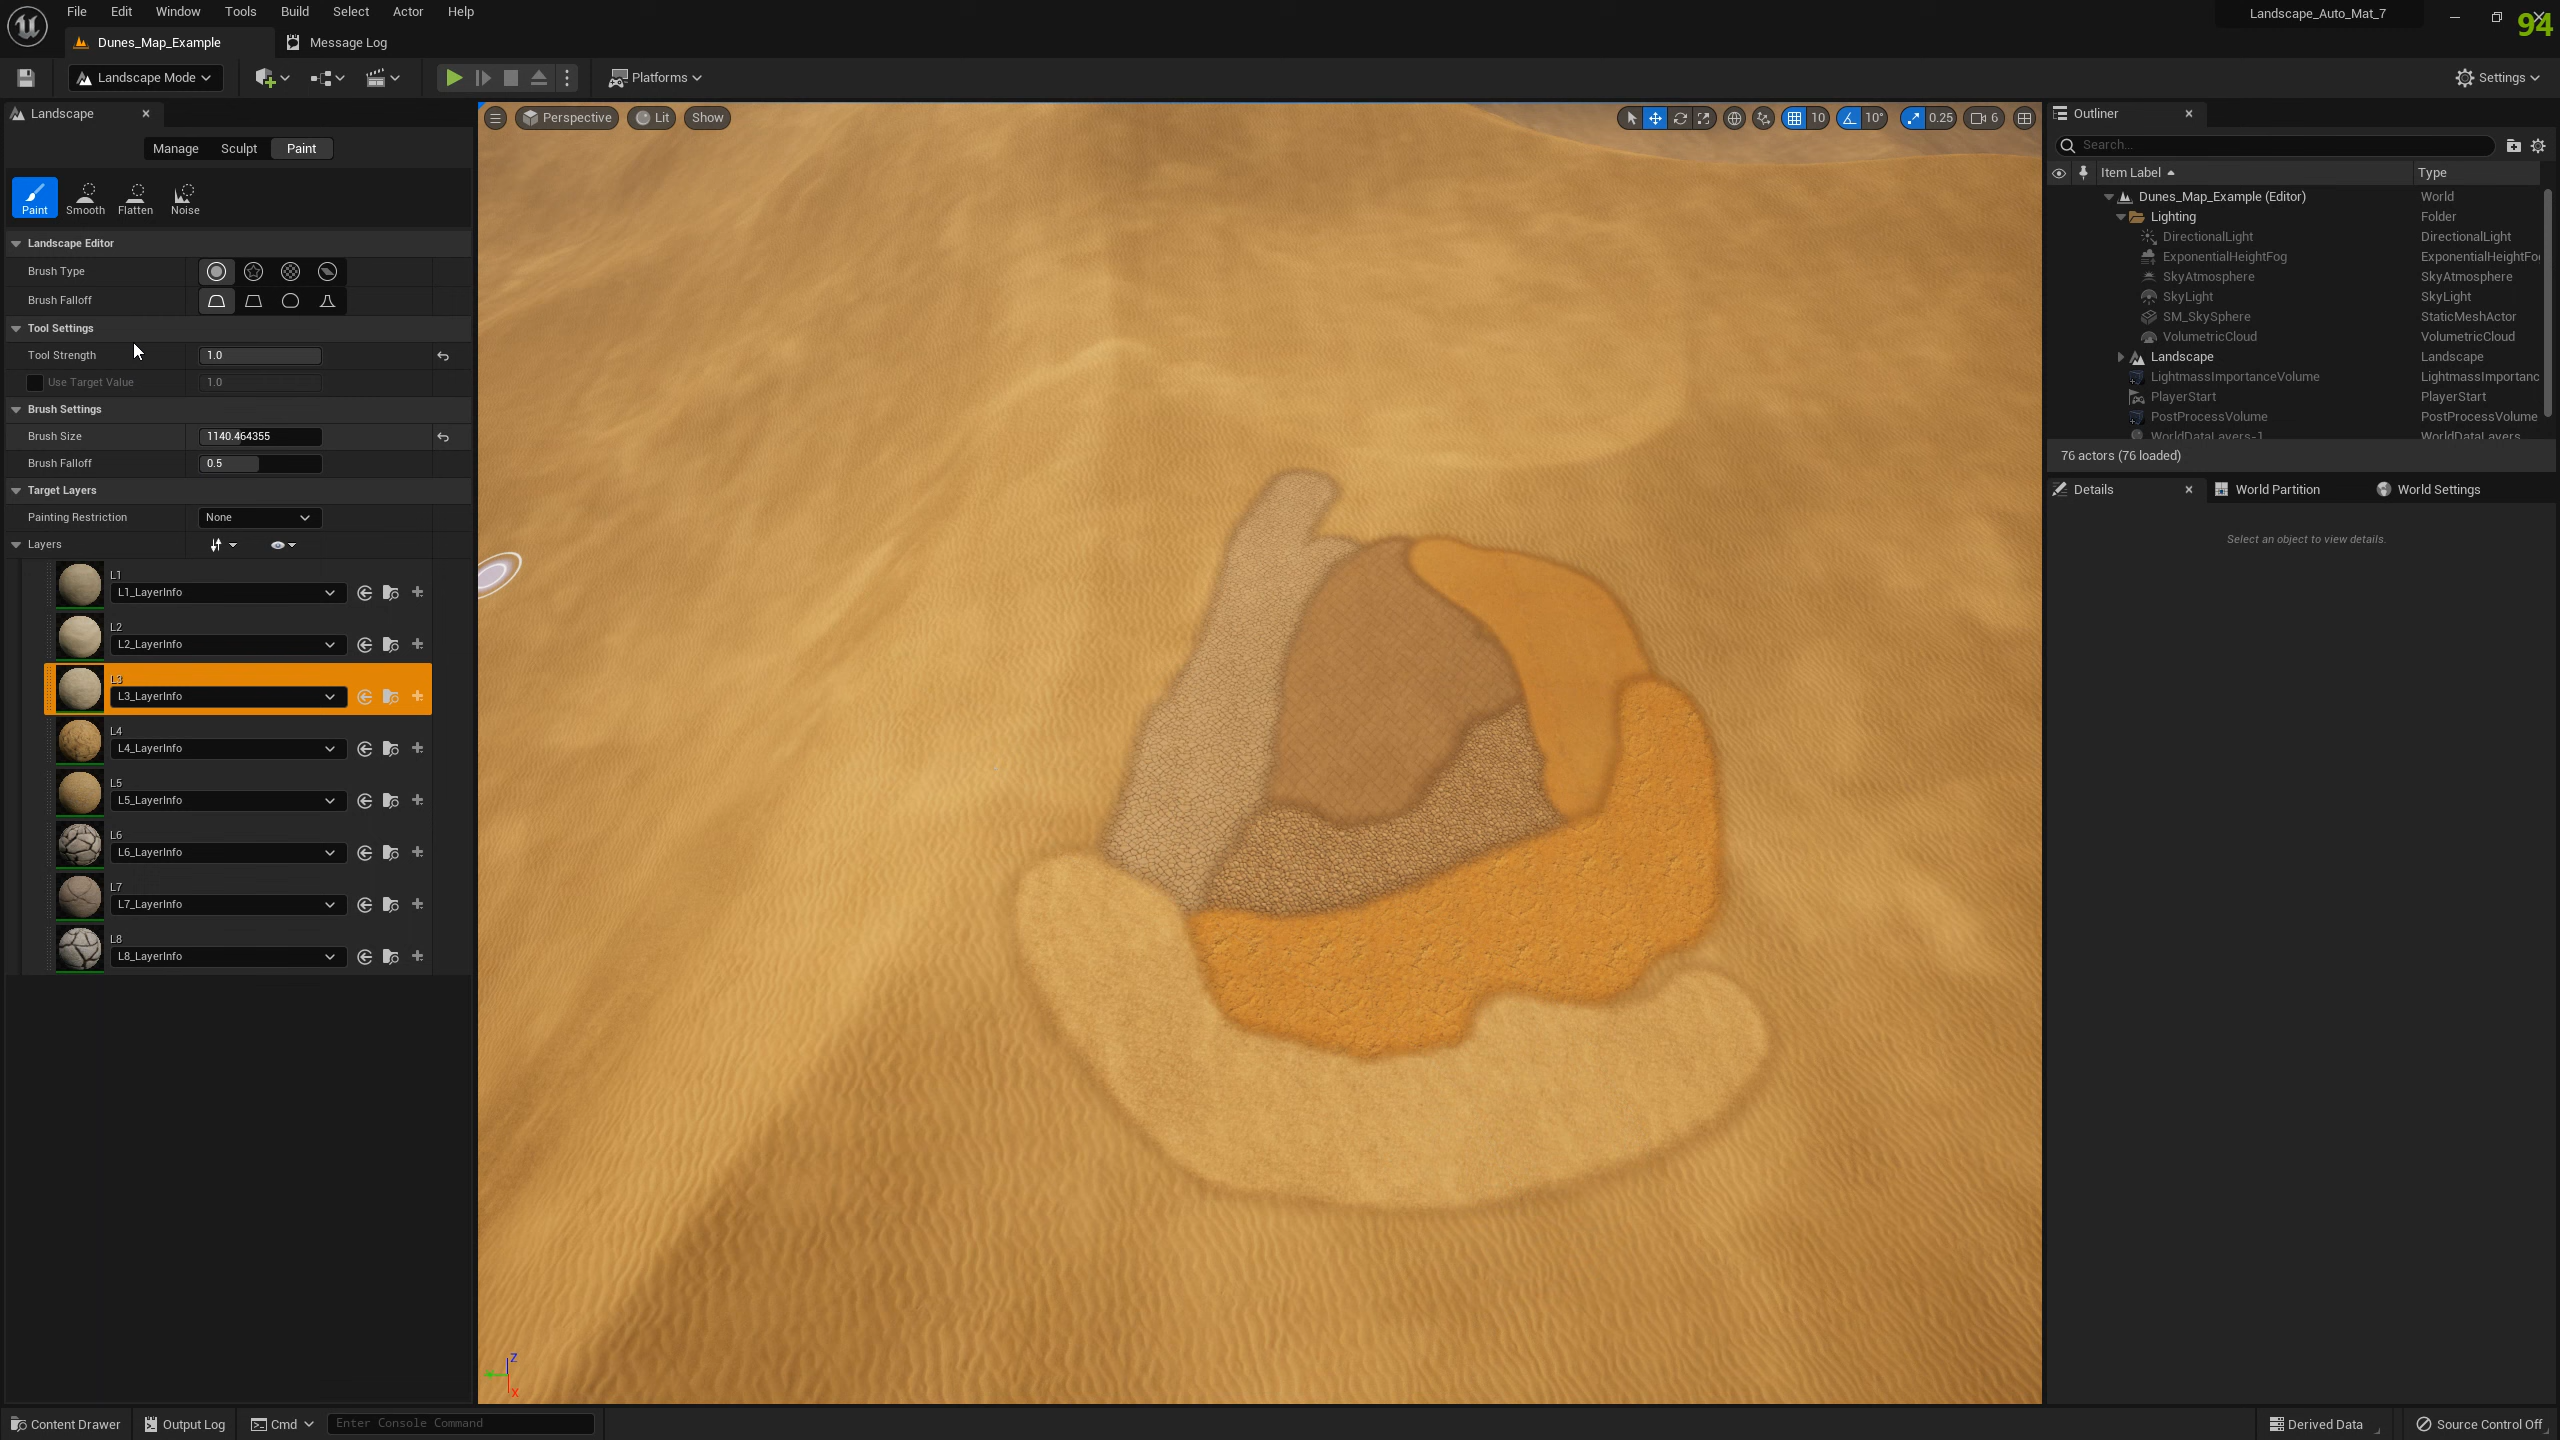 File Edit Window Tools Build Select Actor Help
Landscape_Auto_Mat_7
94
Dunes_Map_Example
Message Log
Landscape Mode
Platforms
Settings
Landscape
Manage Sculpt Paint
Paint Smooth Flatten Noise
Landscape Editor
Brush Type
Brush Falloff
Tool Settings
Tool Strength 1.0
Use Target Value 1.0
Brush Settings
Brush Size 1140.464355
Brush Falloff 0.5
Target Layers
Painting Restriction None
Layers
L1
L1_LayerInfo
L2
L2_LayerInfo
L3
L3_LayerInfo
L4
L4_LayerInfo
L5
L5_LayerInfo
L6
L6_LayerInfo
L7
L7_LayerInfo
L8
L8_LayerInfo
Perspective Lit Show
10 10° 0.25 6
Z
X
Outliner
Search...
Item Label Type
Dunes_Map_Example (Editor) World
Lighting Folder
DirectionalLight DirectionalLight
ExponentialHeightFog ExponentialHeightFo
SkyAtmosphere SkyAtmosphere
SkyLight SkyLight
SM_SkySphere StaticMeshActor
VolumetricCloud VolumetricCloud
Landscape Landscape
LightmassImportanceVolume LightmassImportanc
PlayerStart PlayerStart
PostProcessVolume PostProcessVolume
WorldDataLayers-1 WorldDataLayers
76 actors (76 loaded)
Details World Partition World Settings
Select an object to view details.
Content Drawer Output Log Cmd Enter Console Command
Derived Data Source Control Off